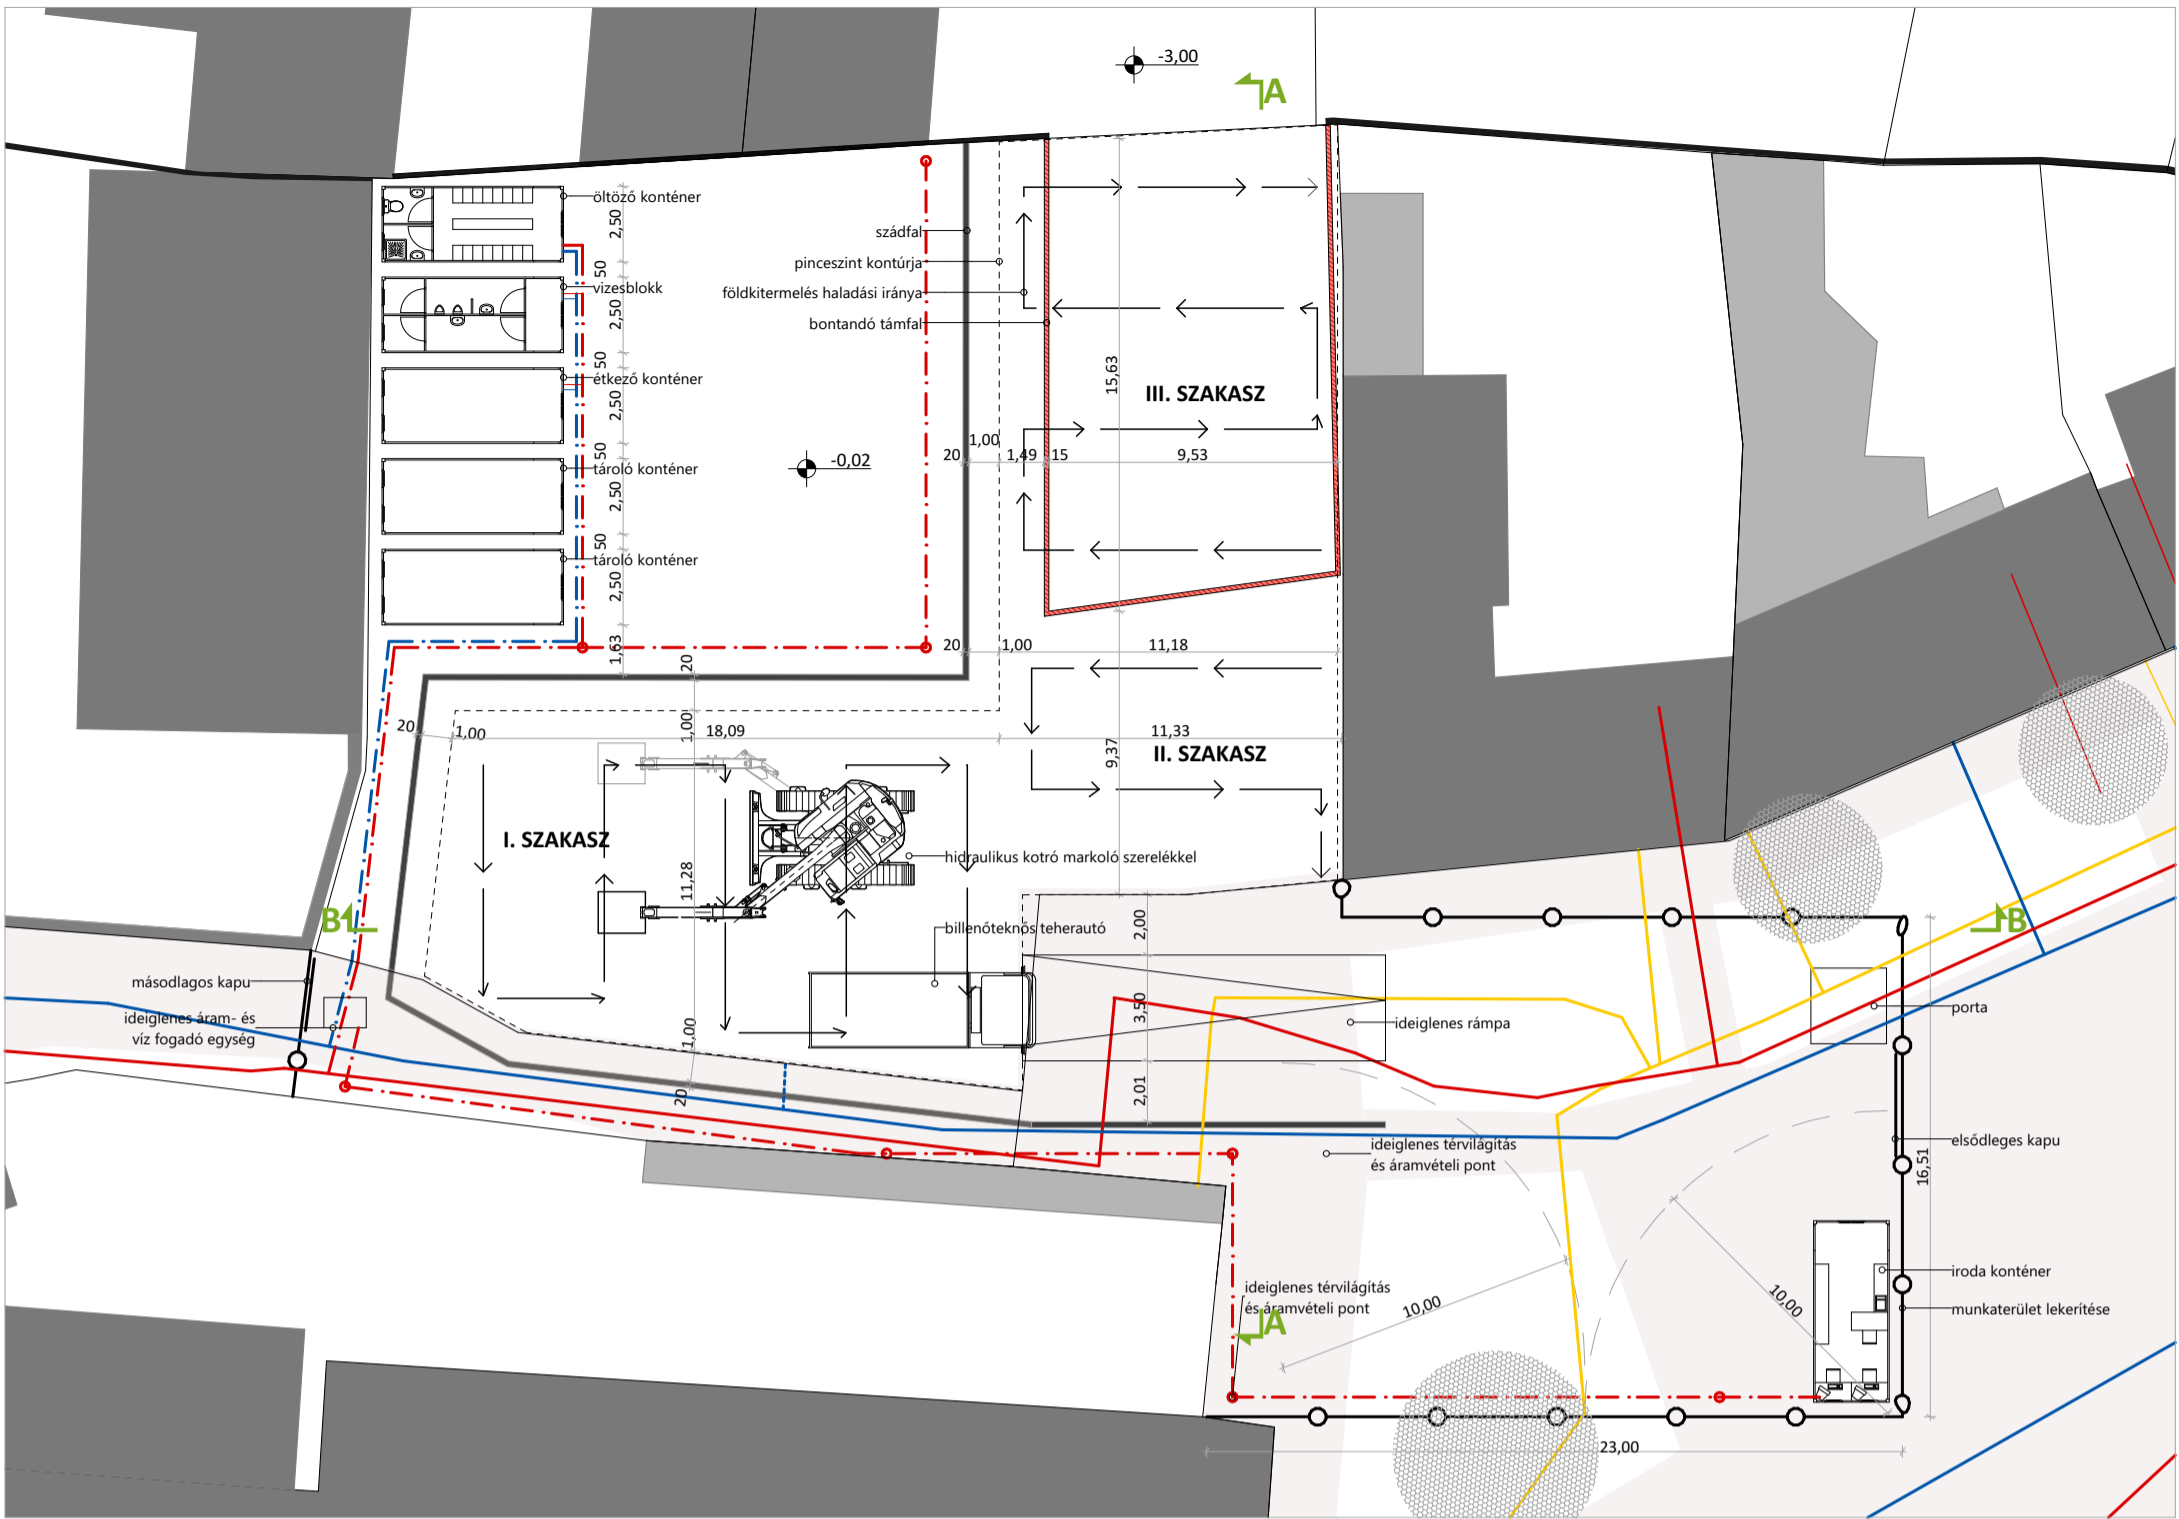 -3,00
A
öltöző konténer
2,50
50
vizesblokk
2,50
50
étkező konténer
2,50
50
tároló konténer
2,50
50
tároló konténer
2,50
1,63
szádfal
pinceszint kontúrja
földkitermelés haladási iránya
bontandó támfal
15,63
III. SZAKASZ
-0,02
20
1,00
1,49
15
9,53
20
1,00
11,18
20
20
1,00
1,00
18,09
11,33
9,37
II. SZAKASZ
I. SZAKASZ
11,28
hidraulikus kotró markoló szerelékkel
billenőteknős teherautó
B
B
2,00
3,50
2,01
másodlagos kapu
ideiglenes áram- és
víz fogadó egység
1,00
20
ideiglenes rámpa
porta
ideiglenes térvilágítás
és áramvételi pont
elsődleges kapu
16,51
ideiglenes térvilágítás
és áramvételi pont
A
10,00
10,00
iroda konténer
munkaterület lekerítése
23,00